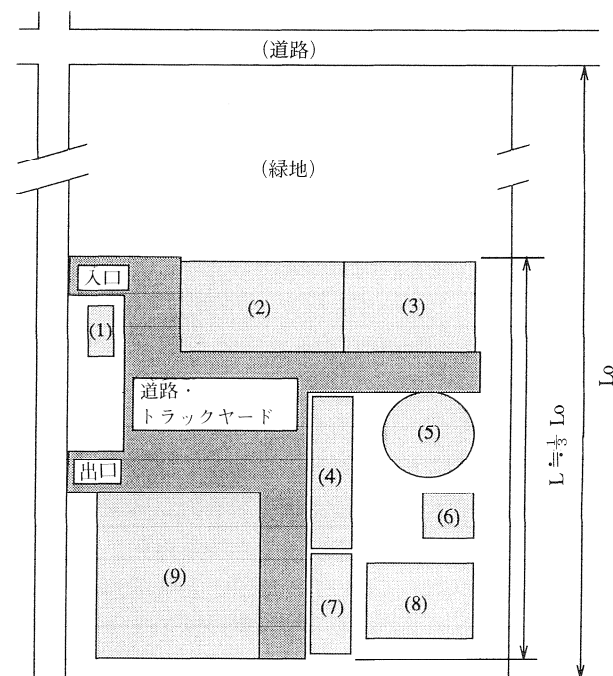 (道路)
(緑地)
入口
(1)
(2)
(3)
道路・
トラックヤード
(4)
(5)
出口
(6)
(7)
(8)
(9)
L ≒ 1/3 Lo
Lo